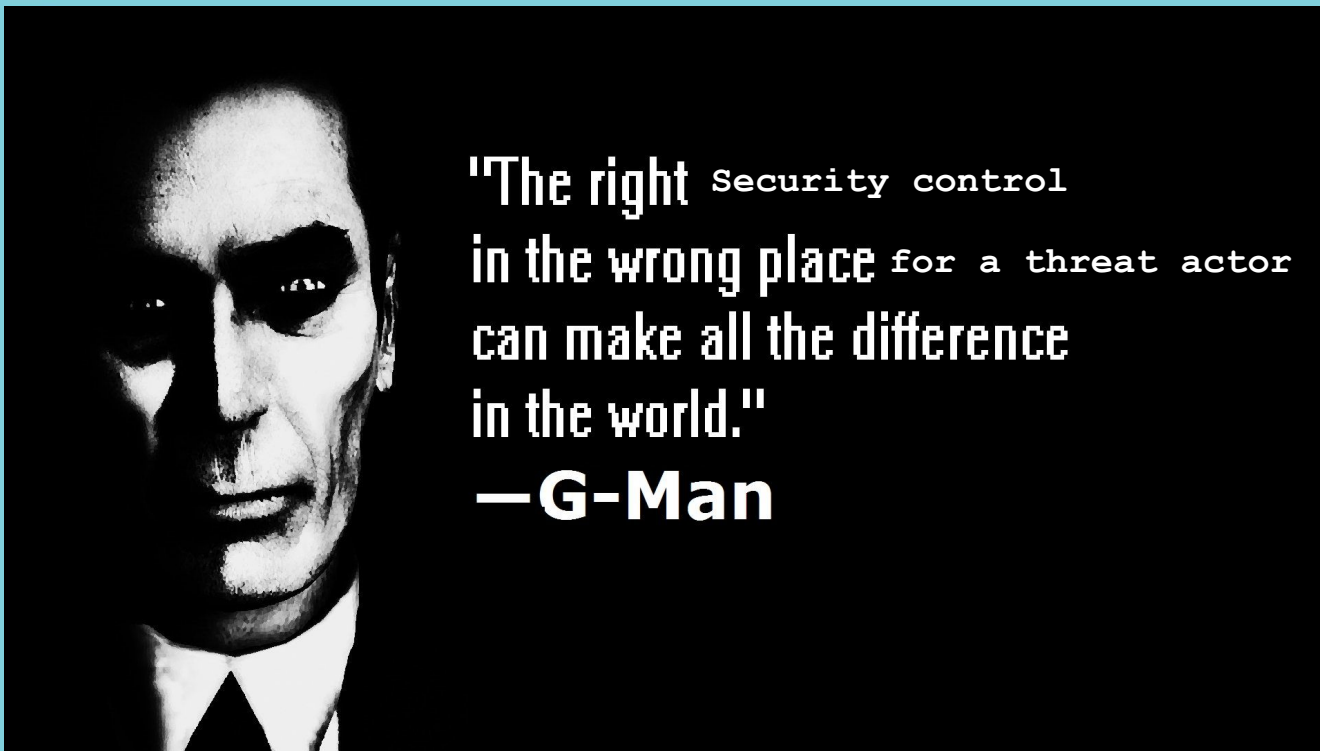 "The right Security control
in the wrong place for a threat actor
can make all the difference
in the world."
—G-Man